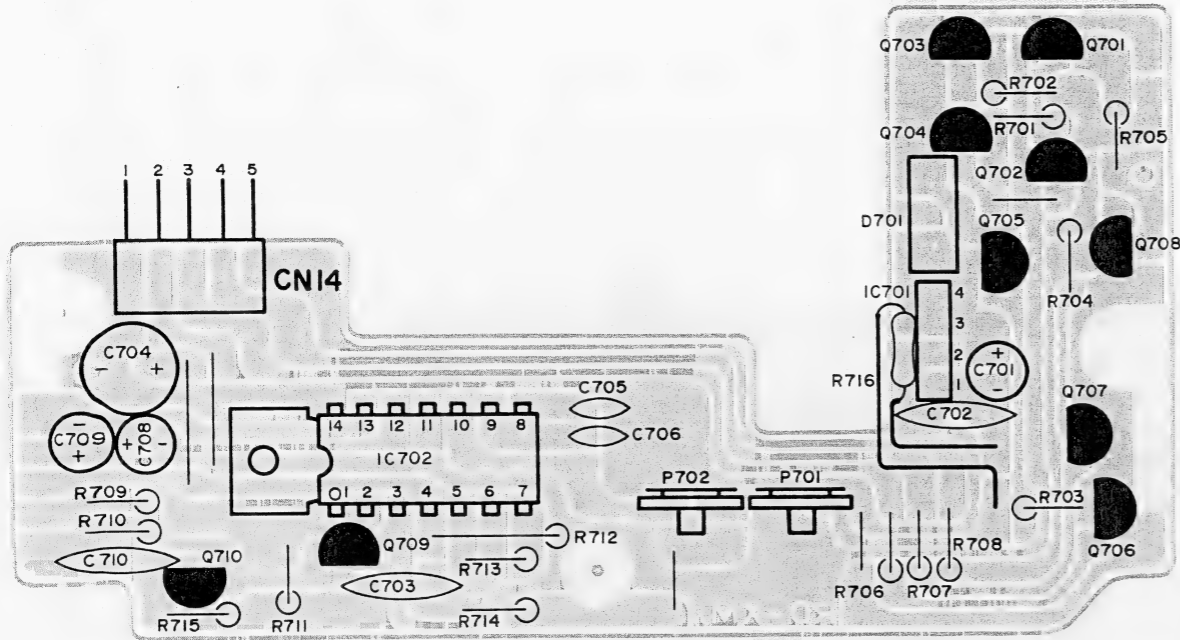 Q703
Q701
R702
Q704
R701
R705
Q702
1 2 3 4 5
D701
Q705
Q708
CN14
R704
IC701
4
3
2
1
C704
- +
R716
+
C701
-
C705
C702
Q707
-
C709
+
+ C708 -
14 13 12 11 10 9 8
C706
IC702
01 2 3 4 5 6 7
P702
P701
R709
R703
R710
Q709
R712
R708
Q706
C710
Q710
R713
C703
R706
R707
R715
R711
R714